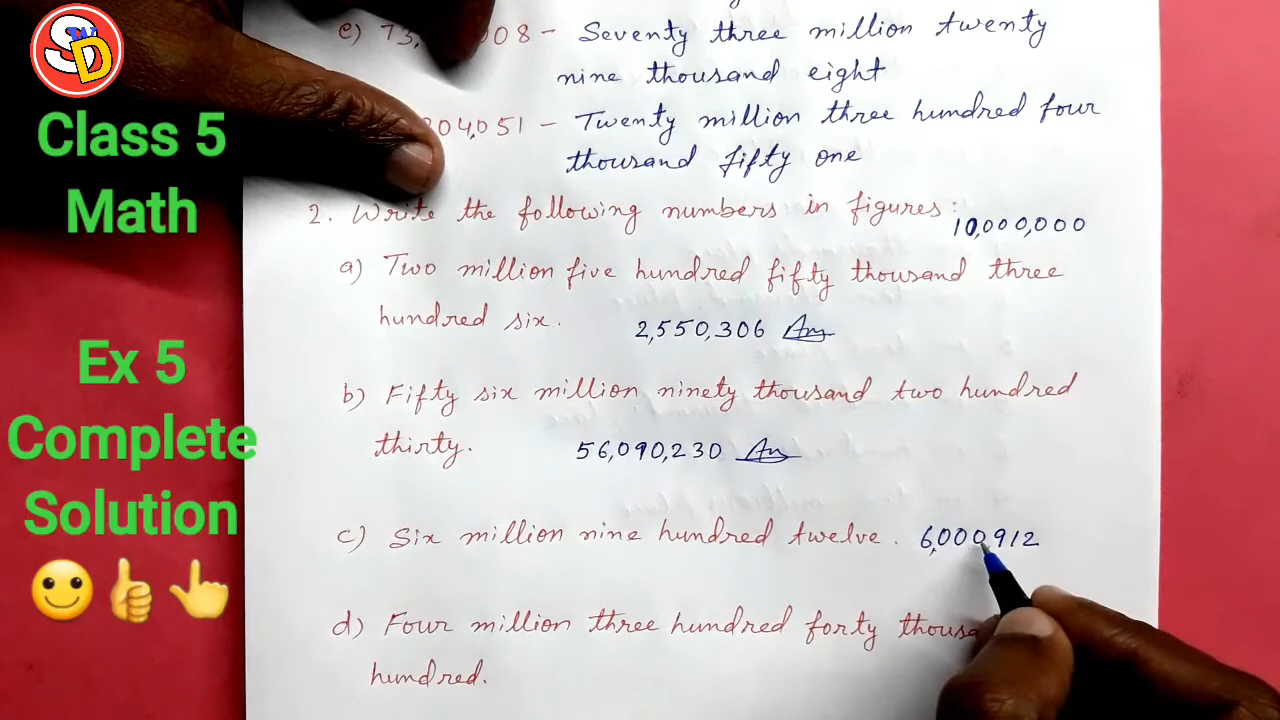 SWD
Class 5
Math
Ex 5
Complete
Solution
e) 73, 008 - Seventy three million twenty
nine thousand eight
304,051 - Twenty million three hundred four
thousand fifty one
2. Write the following numbers in figures:
10,000,000
a) Two million five hundred fifty thousand three
hundred six. 2,550,306 Ans
b) Fifty six million ninety thousand two hundred
thirty. 56,090,230 Ans
c) Six million nine hundred twelve. 6,000912
d) Four million three hundred forty
hundred.